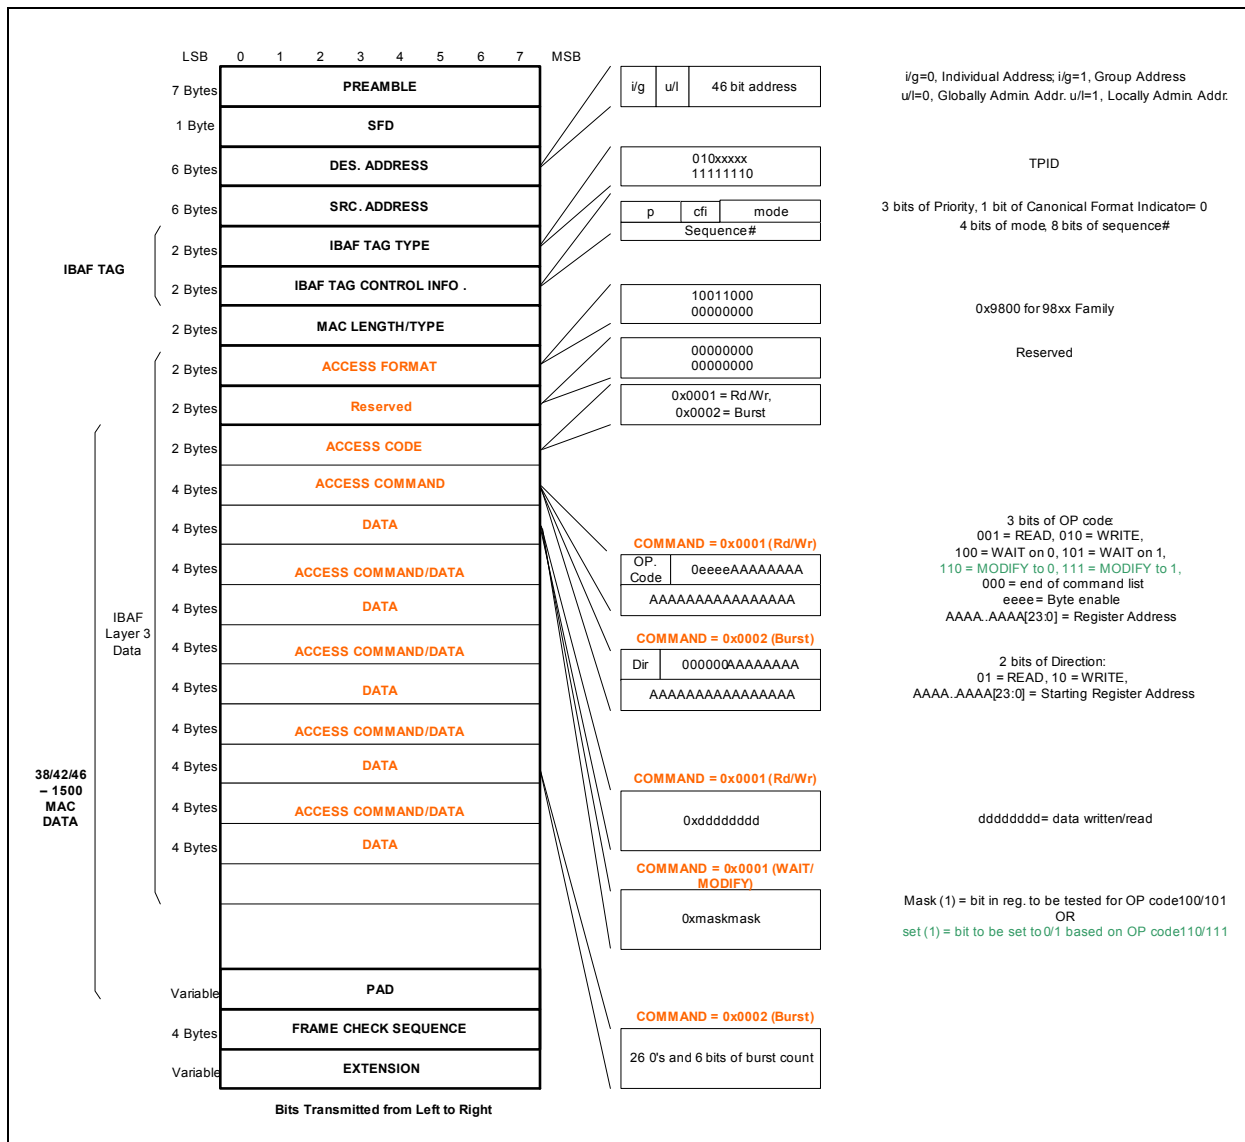 LSB 0 1 2 3 4 5 6 7 MSB
7 Bytes PREAMBLE
1 Byte SFD
6 Bytes DES. ADDRESS
6 Bytes SRC. ADDRESS
IBAF TAG
2 Bytes IBAF TAG TYPE
2 Bytes IBAF TAG CONTROL INFO .
2 Bytes MAC LENGTH/TYPE
2 Bytes ACCESS FORMAT
2 Bytes Reserved
2 Bytes ACCESS CODE
4 Bytes ACCESS COMMAND
4 Bytes DATA
4 Bytes ACCESS COMMAND/DATA
4 Bytes DATA
4 Bytes ACCESS COMMAND/DATA
4 Bytes DATA
4 Bytes ACCESS COMMAND/DATA
4 Bytes DATA
4 Bytes ACCESS COMMAND/DATA
4 Bytes DATA
IBAF
Layer 3
Data
38/42/46
– 1500
MAC
DATA
Variable PAD
4 Bytes FRAME CHECK SEQUENCE
Variable EXTENSION
Bits Transmitted from Left to Right
i/g u/l 46 bit address
i/g=0, Individual Address; i/g=1, Group Address
u/l=0, Globally Admin. Addr. u/l=1, Locally Admin. Addr.
010xxxxx
11111110
TPID
p cfi mode
Sequence#
3 bits of Priority, 1 bit of Canonical Format Indicator= 0
4 bits of mode, 8 bits of sequence#
10011000
00000000
0x9800 for 98xx Family
00000000
00000000
Reserved
0x0001 = Rd/Wr,
0x0002 = Burst
COMMAND = 0x0001 (Rd/Wr)
OP.
Code
0eeeeAAAAAAAA
AAAAAAAAAAAAAAAA
3 bits of OP code:
001 = READ, 010 = WRITE,
100 = WAIT on 0, 101 = WAIT on 1,
110 = MODIFY to 0, 111 = MODIFY to 1,
000 = end of command list
eeee = Byte enable
AAAA..AAAA[23:0] = Register Address
COMMAND = 0x0002 (Burst)
Dir 000000AAAAAAAA
AAAAAAAAAAAAAAAA
2 bits of Direction:
01 = READ, 10 = WRITE,
AAAA..AAAA[23:0] = Starting Register Address
COMMAND = 0x0001 (Rd/Wr)
0xdddddddd
dddddddd= data written/read
COMMAND = 0x0001 (WAIT/
MODIFY)
0xmaskmask
Mask (1) = bit in reg. to be tested for OP code100/101
OR
set (1) = bit to be set to 0/1 based on OP code110/111
COMMAND = 0x0002 (Burst)
26 0's and 6 bits of burst count